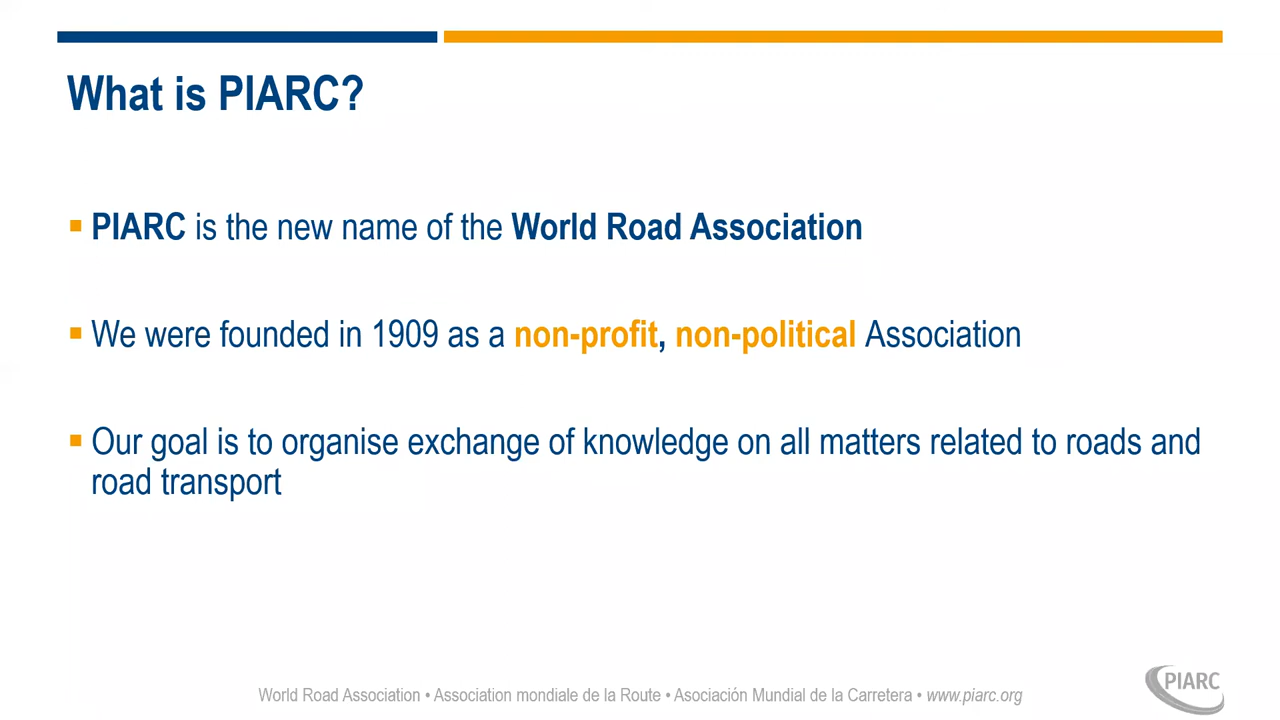 What is PIARC?
▪ PIARC is the new name of the World Road Association
▪ We were founded in 1909 as a non-profit, non-political Association
▪ Our goal is to organise exchange of knowledge on all matters related to roads and
road transport
World Road Association • Association mondiale de la Route • Asociación Mundial de la Carretera • www.piarc.org
PIARC